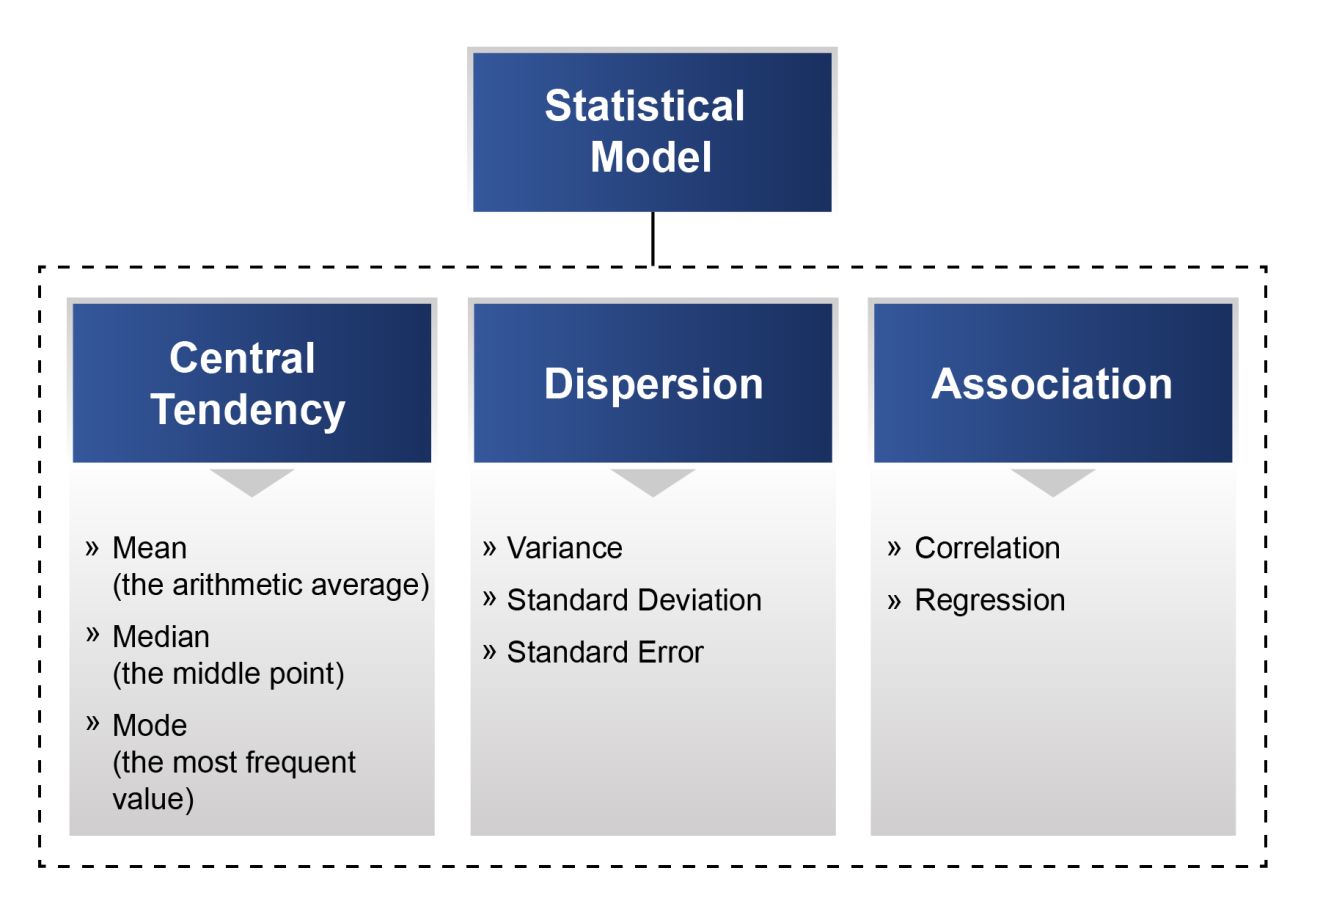 Statistical
Model
Central
Tendency
» Mean
(the arithmetic average)
» Median
(the middle point)
» Mode
(the most frequent
value)
Dispersion
» Variance
» Standard Deviation
» Standard Error
Association
» Correlation
» Regression